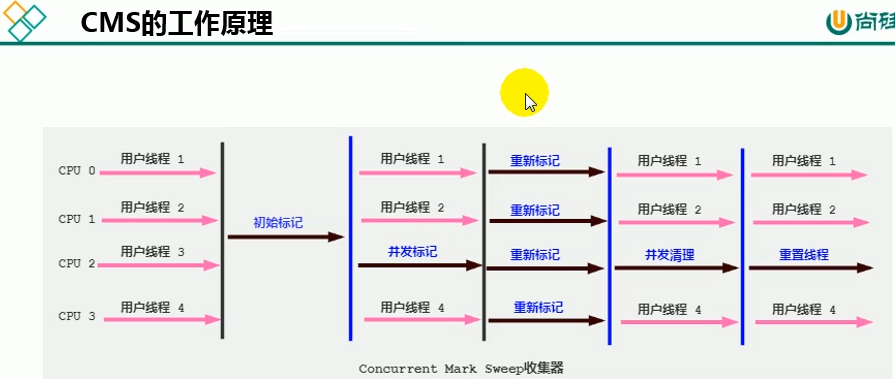 CMS的工作原理
尚硅
CPU 0 用户线程 1 用户线程 1 重新标记 用户线程 1 用户线程 1
CPU 1 用户线程 2 初始标记 用户线程 2 重新标记 用户线程 2 用户线程 2
CPU 2 用户线程 3 并发标记 重新标记 并发清理 重置线程
CPU 3 用户线程 4 用户线程 4 重新标记 用户线程 4 用户线程 4
Concurrent Mark Sweep收集器